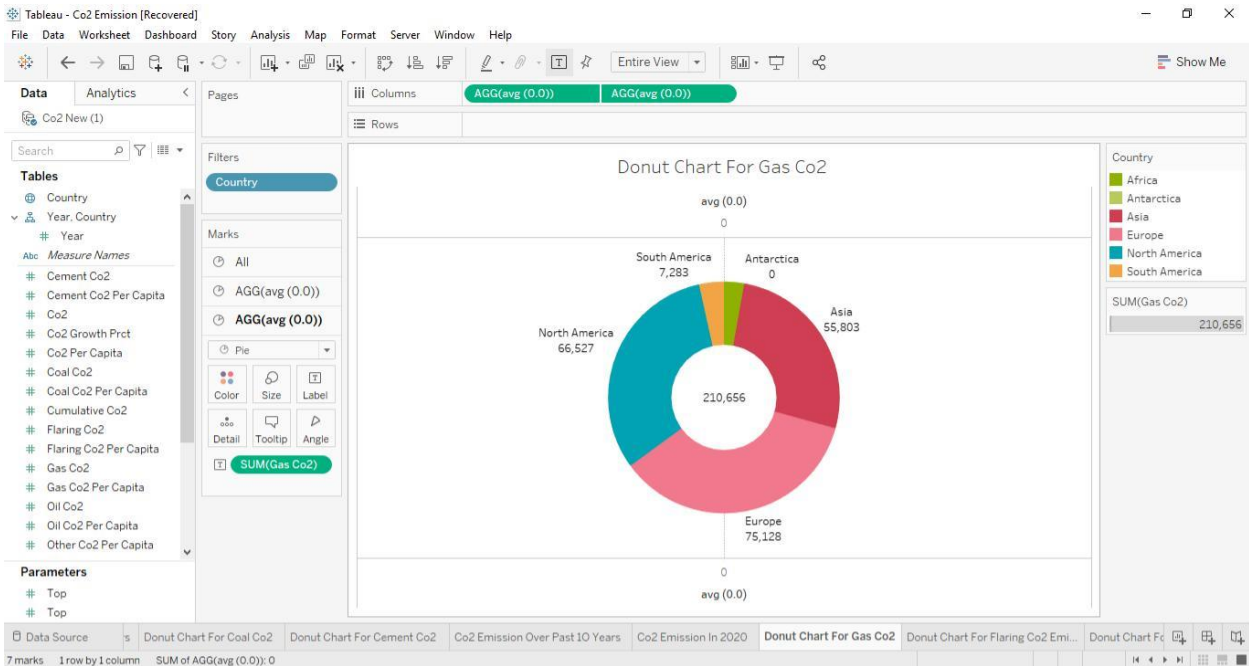 Tableau - Co2 Emission [Recovered]
File Data Worksheet Dashboard Story Analysis Map Format Server Window Help
Entire View
Show Me
Data Analytics
Co2 New (1)
Search
Tables
Country
Year, Country
Year
Abc Measure Names
Cement Co2
Cement Co2 Per Capita
Co2
Co2 Growth Prct
Co2 Per Capita
Coal Co2
Coal Co2 Per Capita
Cumulative Co2
Flaring Co2
Flaring Co2 Per Capita
Gas Co2
Gas Co2 Per Capita
Oil Co2
Oil Co2 Per Capita
Other Co2 Per Capita
Parameters
Top
Top
Pages
Filters
Country
Marks
All
AGG(avg (0.0))
AGG(avg (0.0))
Pie
Color Size Label
Detail Tooltip Angle
SUM(Gas Co2)
Columns AGG(avg (0.0)) AGG(avg (0.0))
Rows
Donut Chart For Gas Co2
avg (0.0)
0
South America
7,283
Antarctica
0
Asia
55,803
North America
66,527
210,656
Europe
75,128
0
avg (0.0)
Country
Africa
Antarctica
Asia
Europe
North America
South America
SUM(Gas Co2)
210,656
Data Source s Donut Chart For Coal Co2 Donut Chart For Cement Co2 Co2 Emission Over Past 10 Years Co2 Emission In 2020 Donut Chart For Gas Co2 Donut Chart For Flaring Co2 Emi... Donut Chart Fo
7 marks 1 row by 1 column SUM of AGG(avg (0.0)): 0